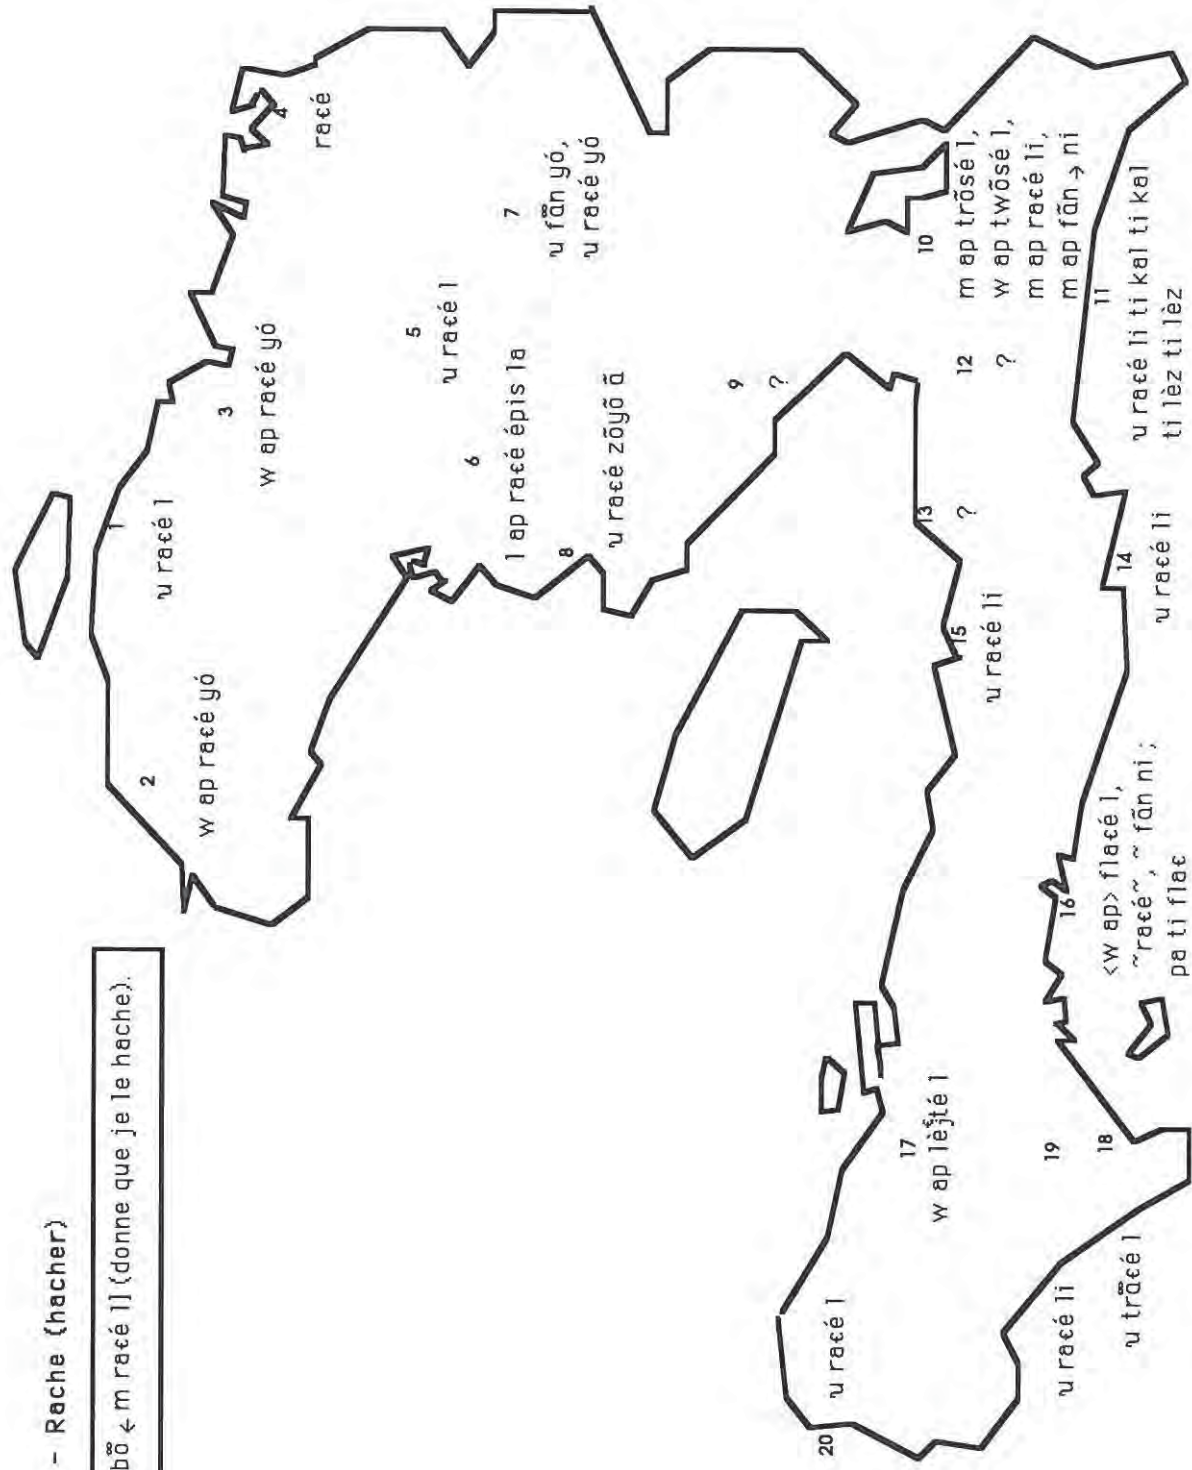 - Rache (hacher)
bṏ ← m raɛé l] (donne que je le hache).
1
u raɛé l
2
w ap raɛé yó
3
w ap raɛé yó
4
raɛé
5
u raɛé l
6
l ap raɛé épis la
7
u fãn yó,
u raɛé yó
8
u raɛé zõyõ ã
9
?
10
m ap trõsé l,
w ap twõsé l,
m ap raɛé li,
m ap fãn → ni
11
u raɛé li ti kal ti kal
ti lèz ti lèz
12
?
13
?
14
u raɛé li
15
u raɛé li
16
<w ap> flaɛé l,
~raɛé~, ~ fãn ni ;
pa ti flaɛ
17
w ap
18
u trã̈ɛé l
19
u raɛé li
20
u raɛé l